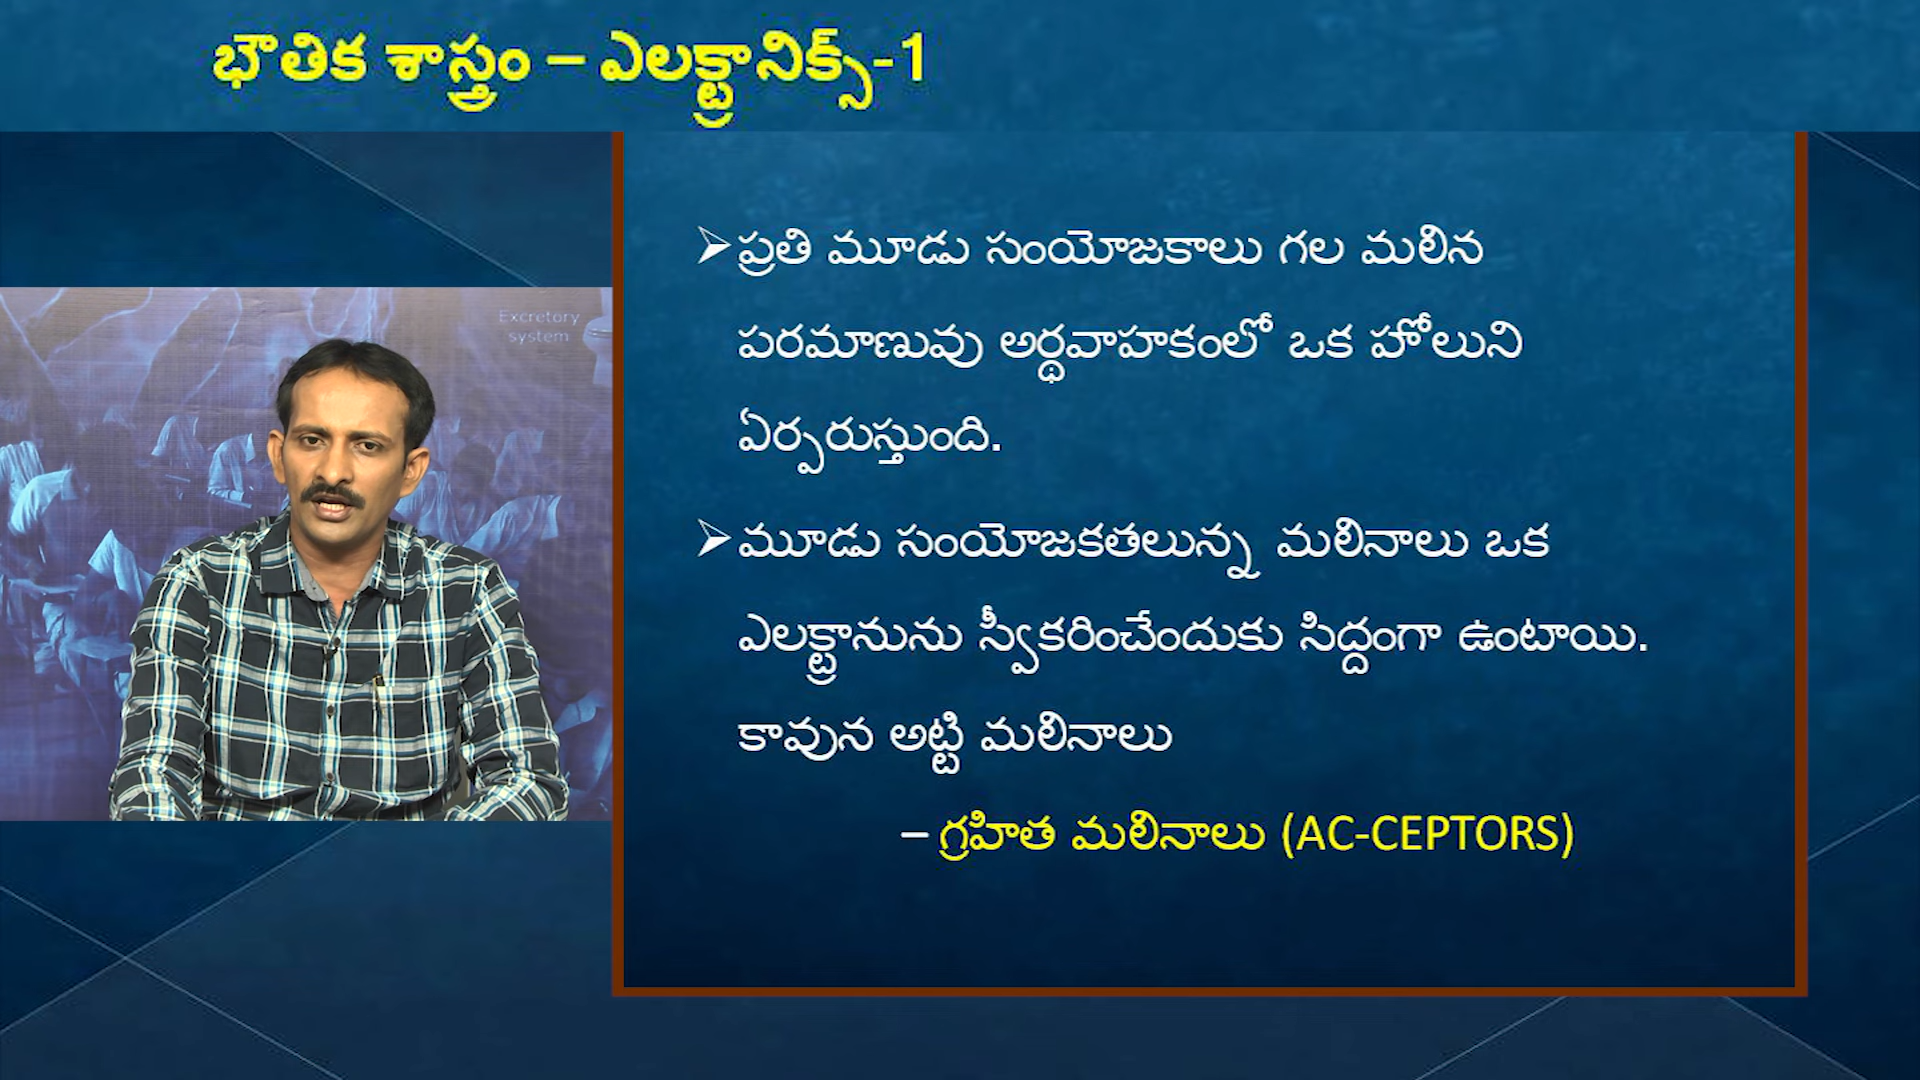 భౌతిక శాస్త్రం – ఎలక్ట్రానిక్స్-1
Excretory
system
➢ప్రతి మూడు సంయోజకాలు గల మలిన
పరమాణువు అర్థవాహకంలో ఒక హోలుని
ఏర్పరుస్తుంది.
➢మూడు సంయోజకతలున్న మలినాలు ఒక
ఎలక్ట్రానును స్వీకరించేందుకు సిద్దంగా ఉంటాయి.
కావున అట్టి మలినాలు
– గ్రహిత మలినాలు (AC-CEPTORS)